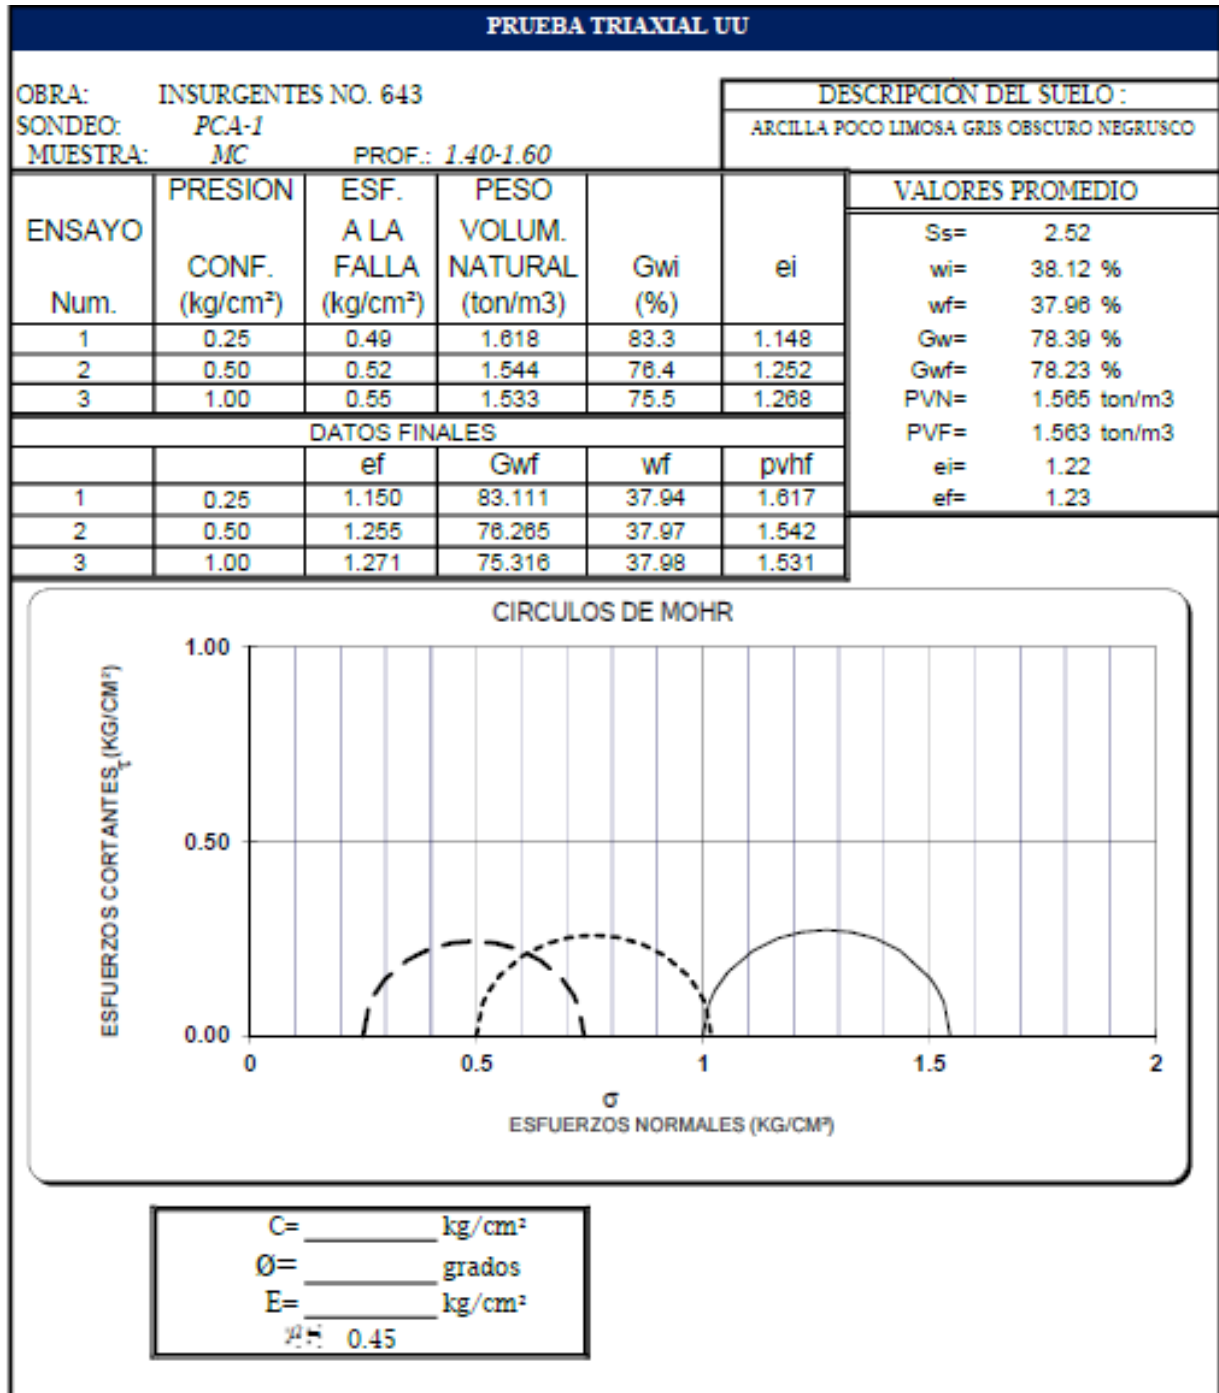 PRUEBA TRIAXIAL UU
OBRA: INSURGENTES NO. 643
DESCRIPCIÓN DEL SUELO :
SONDEO: PCA-1
ARCILLA POCO LIMOSA GRIS OBSCURO NEGRUSCO
MUESTRA: MC PROF.: 1.40-1.60
PRESION ESF. PESO
ENSAYO A LA VOLUM.
CONF. FALLA NATURAL Gwi ei
Num. (kg/cm²) (kg/cm²) (ton/m3) (%)
1 0.25 0.49 1.618 83.3 1.148
2 0.50 0.52 1.544 76.4 1.252
3 1.00 0.55 1.533 75.5 1.268
DATOS FINALES
ef Gwf wf pvhf
1 0.25 1.150 83.111 37.94 1.617
2 0.50 1.255 76.265 37.97 1.542
3 1.00 1.271 75.316 37.98 1.531
VALORES PROMEDIO
Ss= 2.52
wi= 38.12 %
wf= 37.96 %
Gw= 78.39 %
Gwf= 78.23 %
PVN= 1.565 ton/m3
PVF= 1.563 ton/m3
ei= 1.22
ef= 1.23
CIRCULOS DE MOHR
ESFUERZOS CORTANTES (KG/CM²)
τ
1.00
0.50
0.00
0 0.5 1 1.5 2
σ
ESFUERZOS NORMALES (KG/CM²)
C= kg/cm²
Ø= grados
E= kg/cm²
0.45